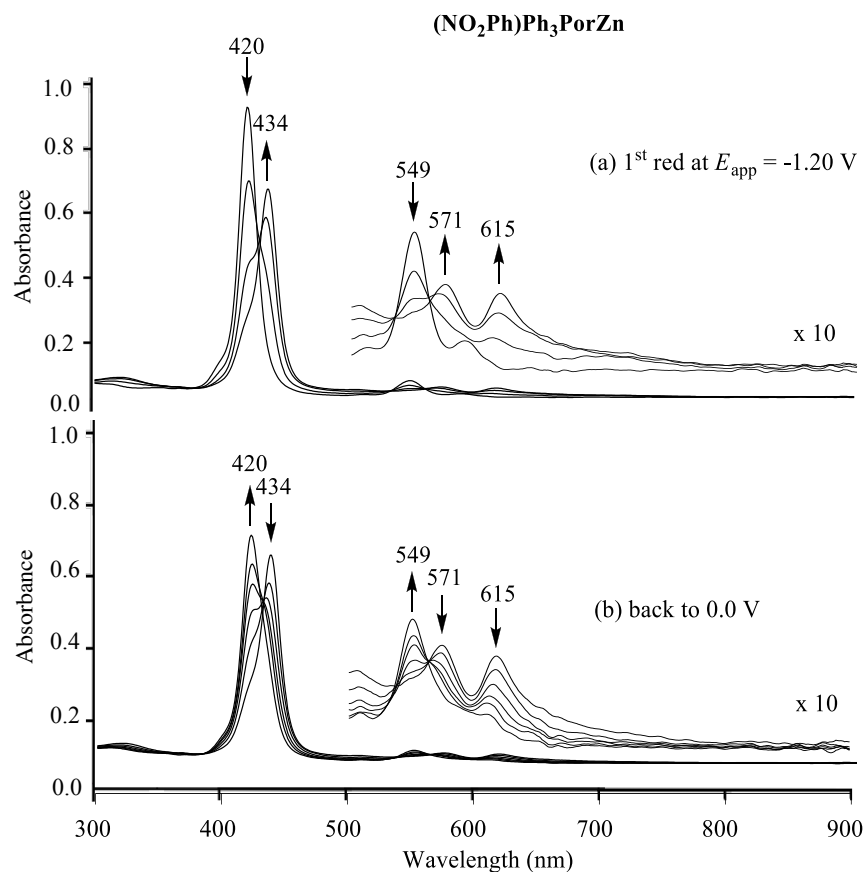 (NO₂Ph)Ph₃PorZn
420
434
1.0
0.8
0.6
0.4
0.2
0.0
Absorbance
549
571
615
(a) 1ˢᵗ red at Eₐₚₚ = -1.20 V
x 10
420
434
1.0
0.8
0.6
0.4
0.2
0.0
Absorbance
549
571
615
(b) back to 0.0 V
x 10
300 400 500 600 700 800 900
Wavelength (nm)